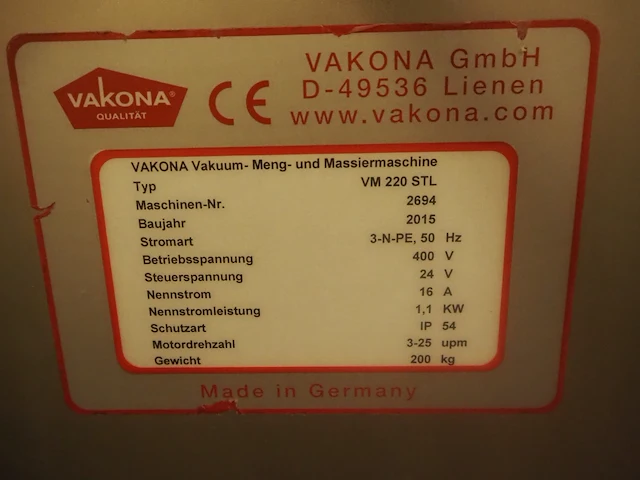 VAKONA®
QUALITÄT
CE
VAKONA GmbH
D-49536 Lienen
www.vakona.com
VAKONA Vakuum- Meng- und Massiermaschine
Typ VM 220 STL
Maschinen-Nr. 2694
Baujahr 2015
Stromart 3-N-PE, 50 Hz
Betriebsspannung 400 V
Steuerspannung 24 V
Nennstrom 16 A
Nennstromleistung 1,1 KW
Schutzart IP 54
Motordrehzahl 3-25 upm
Gewicht 200 kg
Made in Germany